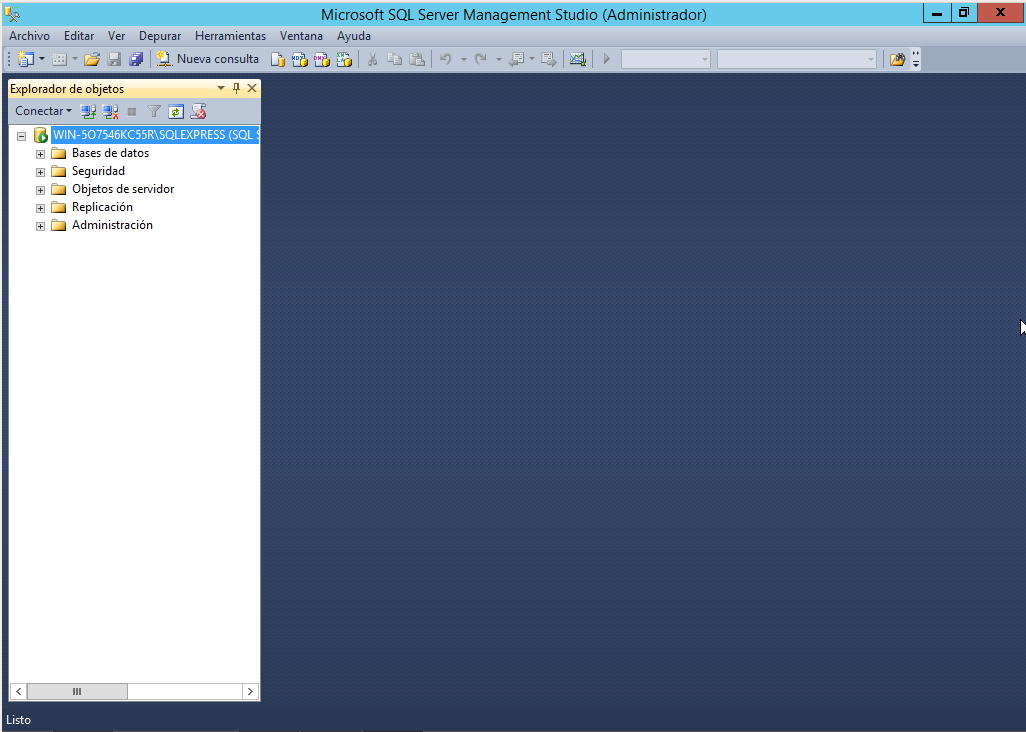 Microsoft SQL Server Management Studio (Administrador)
Archivo Editar Ver Depurar Herramientas Ventana Ayuda
Nueva consulta
Explorador de objetos
Conectar
WIN-5O7546KC55R\SQLEXPRESS (SQL S
Bases de datos
Seguridad
Objetos de servidor
Replicación
Administración
Listo